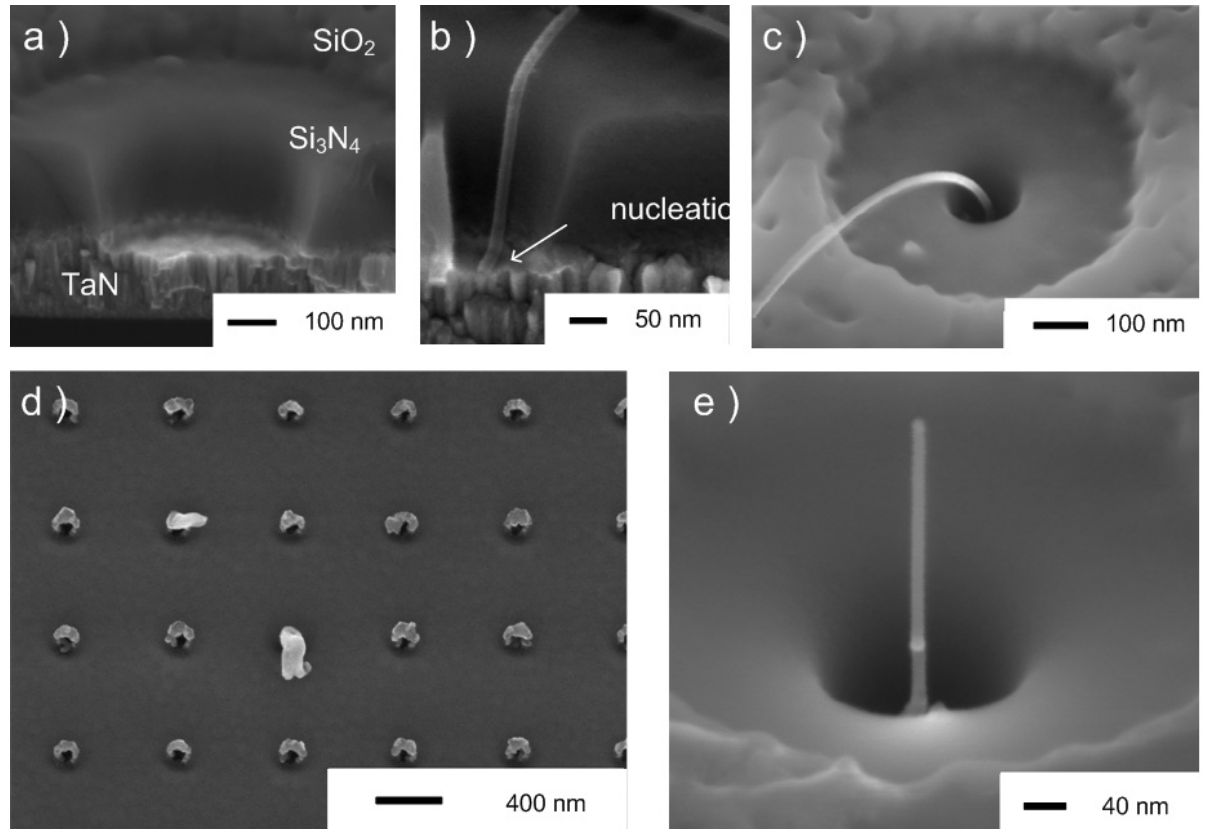 a )
SiO₂
Si₃N₄
TaN
100 nm
b )
nucleatio
50 nm
c )
100 nm
d )
400 nm
e )
40 nm